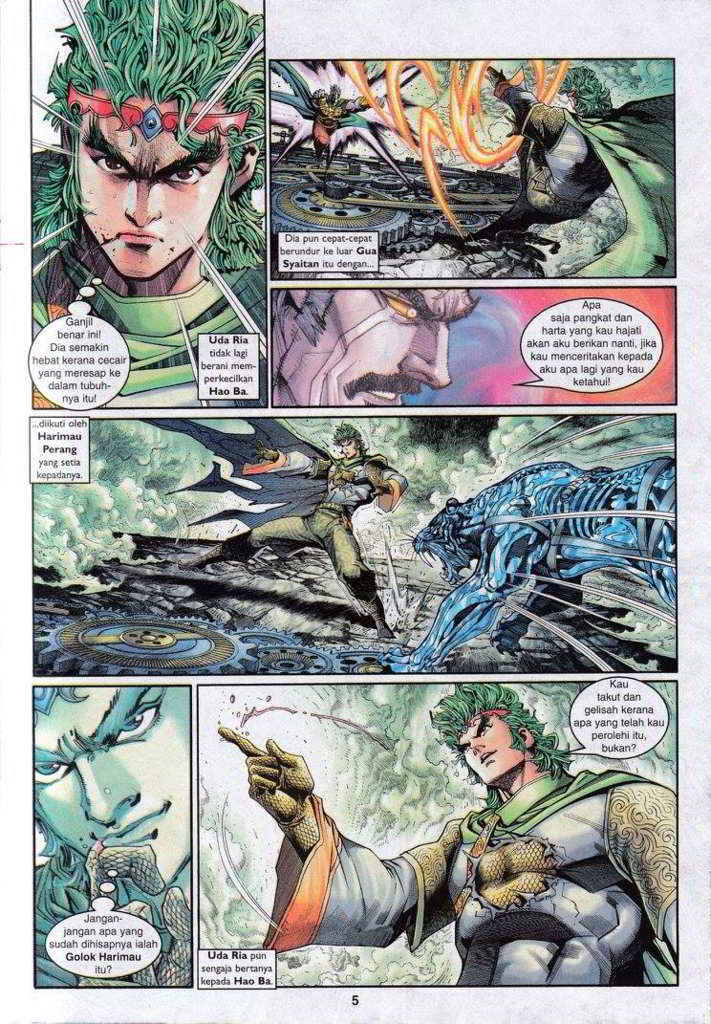 Ganjil
benar ini!
Dia semakin
hebat kerana cecair
yang meresap ke
dalam tubuh-
nya itu!
Uda Ria
tidak lagi
berani mem-
perkecilkan
Hao Ba.
Dia pun cepat-cepat
berundur ke luar Gua
Syaitan itu dengan...
Apa
saja pangkat dan
harta yang kau hajati
akan aku berikan nanti, jika
kau menceritakan kepada
aku apa lagi yang kau
ketahui!
...diikuti oleh
Harimau
Perang
yang setia
kepadanya.
Jangan-
jangan apa yang
sudah dihisapnya ialah
Golok Harimau
itu?
Kau
takut dan
gelisah kerana
apa yang telah kau
perolehi itu,
bukan?
Uda Ria pun
sengaja bertanya
kepada Hao Ba.
5